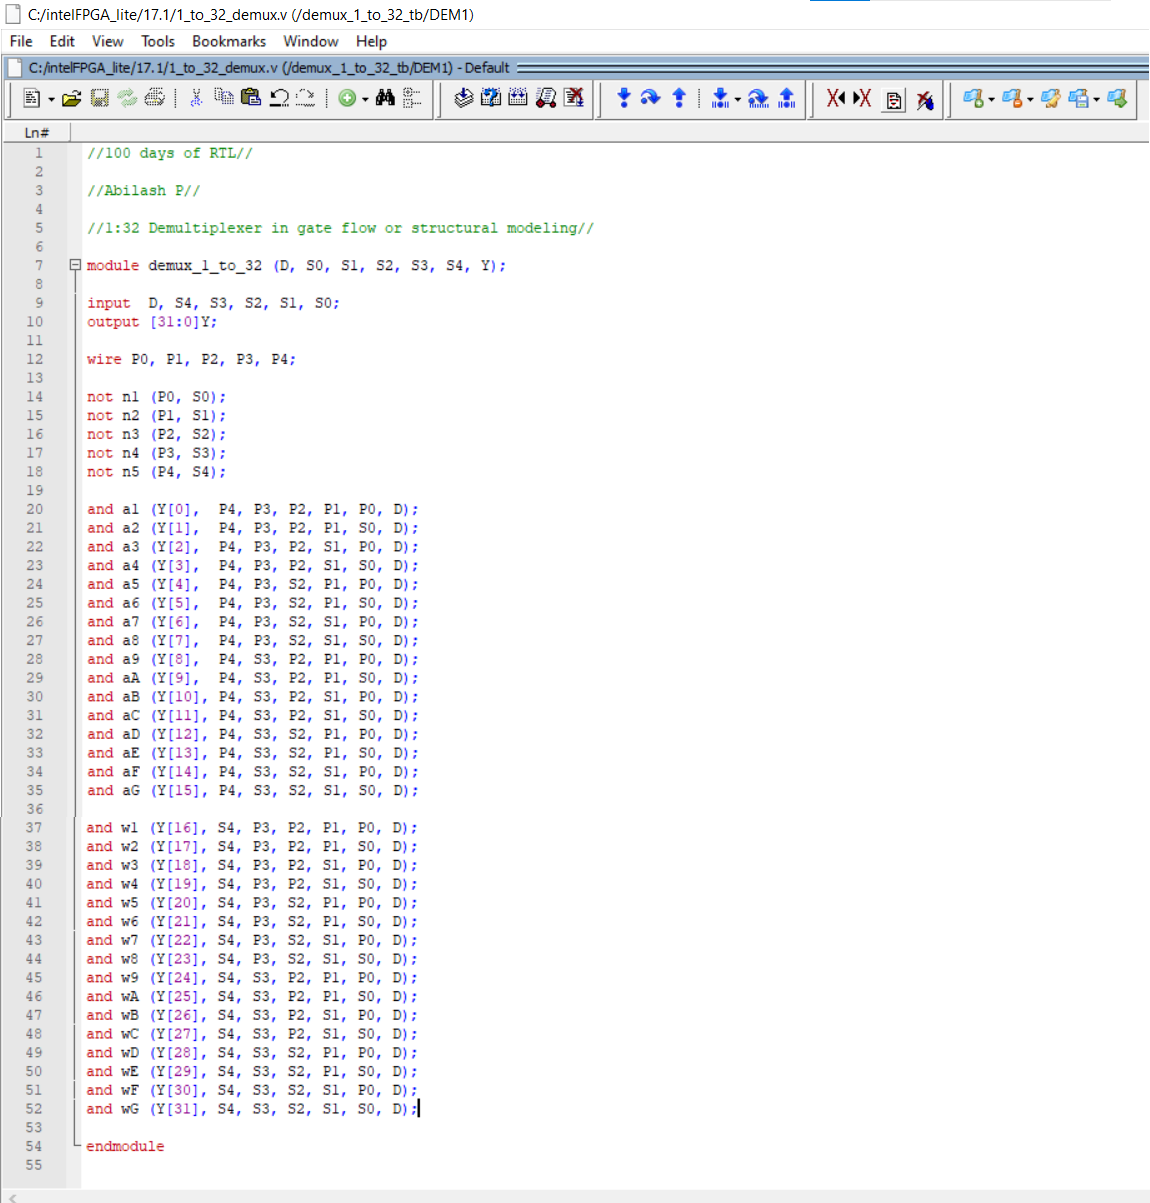 C:/intelFPGA_lite/17.1/1_to_32_demux.v (/demux_1_to_32_tb/DEM1)
File Edit View Tools Bookmarks Window Help
C:/intelFPGA_lite/17.1/1_to_32_demux.v (/demux_1_to_32_tb/DEM1) - Default
Ln#
1 //100 days of RTL//
2
3 //Abilash P//
4
5 //1:32 Demultiplexer in gate flow or structural modeling//
6
7 module demux_1_to_32 (D, S0, S1, S2, S3, S4, Y);
8
9 input  D, S4, S3, S2, S1, S0;
10 output [31:0]Y;
11
12 wire P0, P1, P2, P3, P4;
13
14 not n1 (P0, S0);
15 not n2 (P1, S1);
16 not n3 (P2, S2);
17 not n4 (P3, S3);
18 not n5 (P4, S4);
19
20 and a1 (Y[0],  P4, P3, P2, P1, P0, D);
21 and a2 (Y[1],  P4, P3, P2, P1, S0, D);
22 and a3 (Y[2],  P4, P3, P2, S1, P0, D);
23 and a4 (Y[3],  P4, P3, P2, S1, S0, D);
24 and a5 (Y[4],  P4, P3, S2, P1, P0, D);
25 and a6 (Y[5],  P4, P3, S2, P1, S0, D);
26 and a7 (Y[6],  P4, P3, S2, S1, P0, D);
27 and a8 (Y[7],  P4, P3, S2, S1, S0, D);
28 and a9 (Y[8],  P4, S3, P2, P1, P0, D);
29 and aA (Y[9],  P4, S3, P2, P1, S0, D);
30 and aB (Y[10], P4, S3, P2, S1, P0, D);
31 and aC (Y[11], P4, S3, P2, S1, S0, D);
32 and aD (Y[12], P4, S3, S2, P1, P0, D);
33 and aE (Y[13], P4, S3, S2, P1, S0, D);
34 and aF (Y[14], P4, S3, S2, S1, P0, D);
35 and aG (Y[15], P4, S3, S2, S1, S0, D);
36
37 and w1 (Y[16], S4, P3, P2, P1, P0, D);
38 and w2 (Y[17], S4, P3, P2, P1, S0, D);
39 and w3 (Y[18], S4, P3, P2, S1, P0, D);
40 and w4 (Y[19], S4, P3, P2, S1, S0, D);
41 and w5 (Y[20], S4, P3, S2, P1, P0, D);
42 and w6 (Y[21], S4, P3, S2, P1, S0, D);
43 and w7 (Y[22], S4, P3, S2, S1, P0, D);
44 and w8 (Y[23], S4, P3, S2, S1, S0, D);
45 and w9 (Y[24], S4, S3, P2, P1, P0, D);
46 and wA (Y[25], S4, S3, P2, P1, S0, D);
47 and wB (Y[26], S4, S3, P2, S1, P0, D);
48 and wC (Y[27], S4, S3, P2, S1, S0, D);
49 and wD (Y[28], S4, S3, S2, P1, P0, D);
50 and wE (Y[29], S4, S3, S2, P1, S0, D);
51 and wF (Y[30], S4, S3, S2, S1, P0, D);
52 and wG (Y[31], S4, S3, S2, S1, S0, D);
53
54 endmodule
55